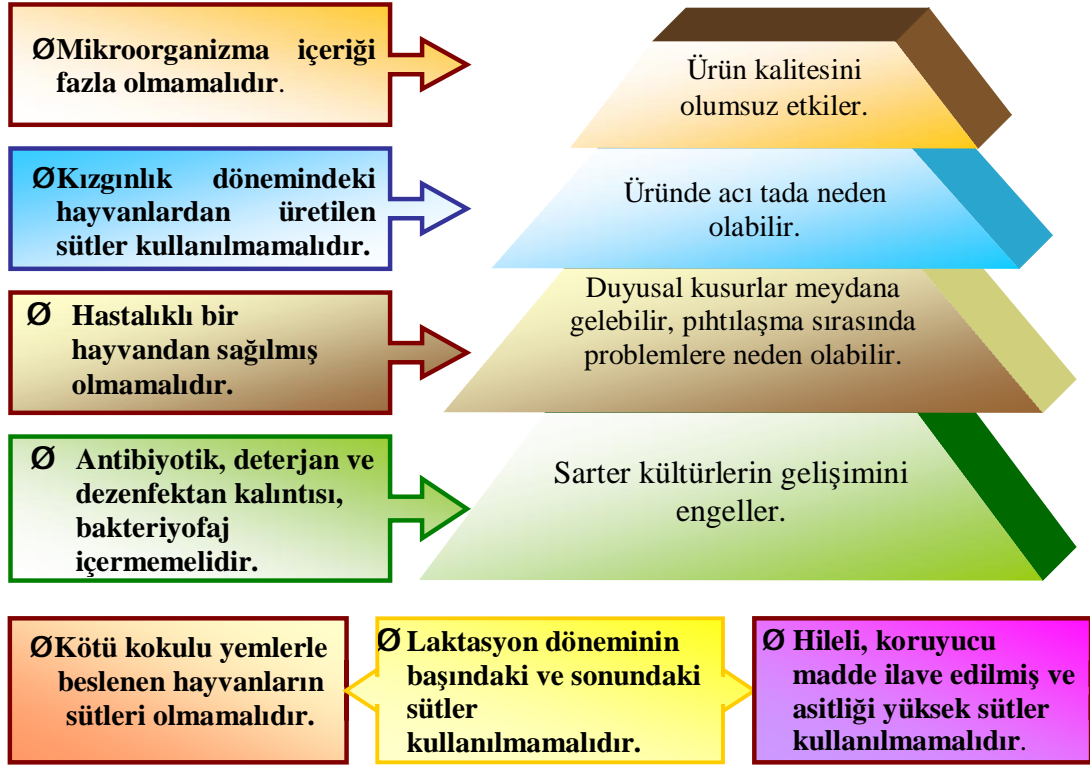 ØMikroorganizma içeriği
fazla olmamalıdır.
Ürün kalitesini
olumsuz etkiler.
ØKızgınlık dönemindeki
hayvanlardan üretilen
sütler kullanılmamalıdır.
Üründe acı tada neden
olabilir.
Ø Hastalıklı bir
hayvandan sağılmış
olmamalıdır.
Duyusal kusurlar meydana
gelebilir, pıhtılaşma sırasında
problemlere neden olabilir.
Ø Antibiyotik, deterjan ve
dezenfektan kalıntısı,
bakteriyofaj
içermemelidir.
Sarter kültürlerin gelişimini
engeller.
ØKötü kokulu yemlerle
beslenen hayvanların
sütleri olmamalıdır.
Ø Laktasyon döneminin
başındaki ve sonundaki
sütler
kullanılmamalıdır.
Ø Hileli, koruyucu
madde ilave edilmiş ve
asitliği yüksek sütler
kullanılmamalıdır.